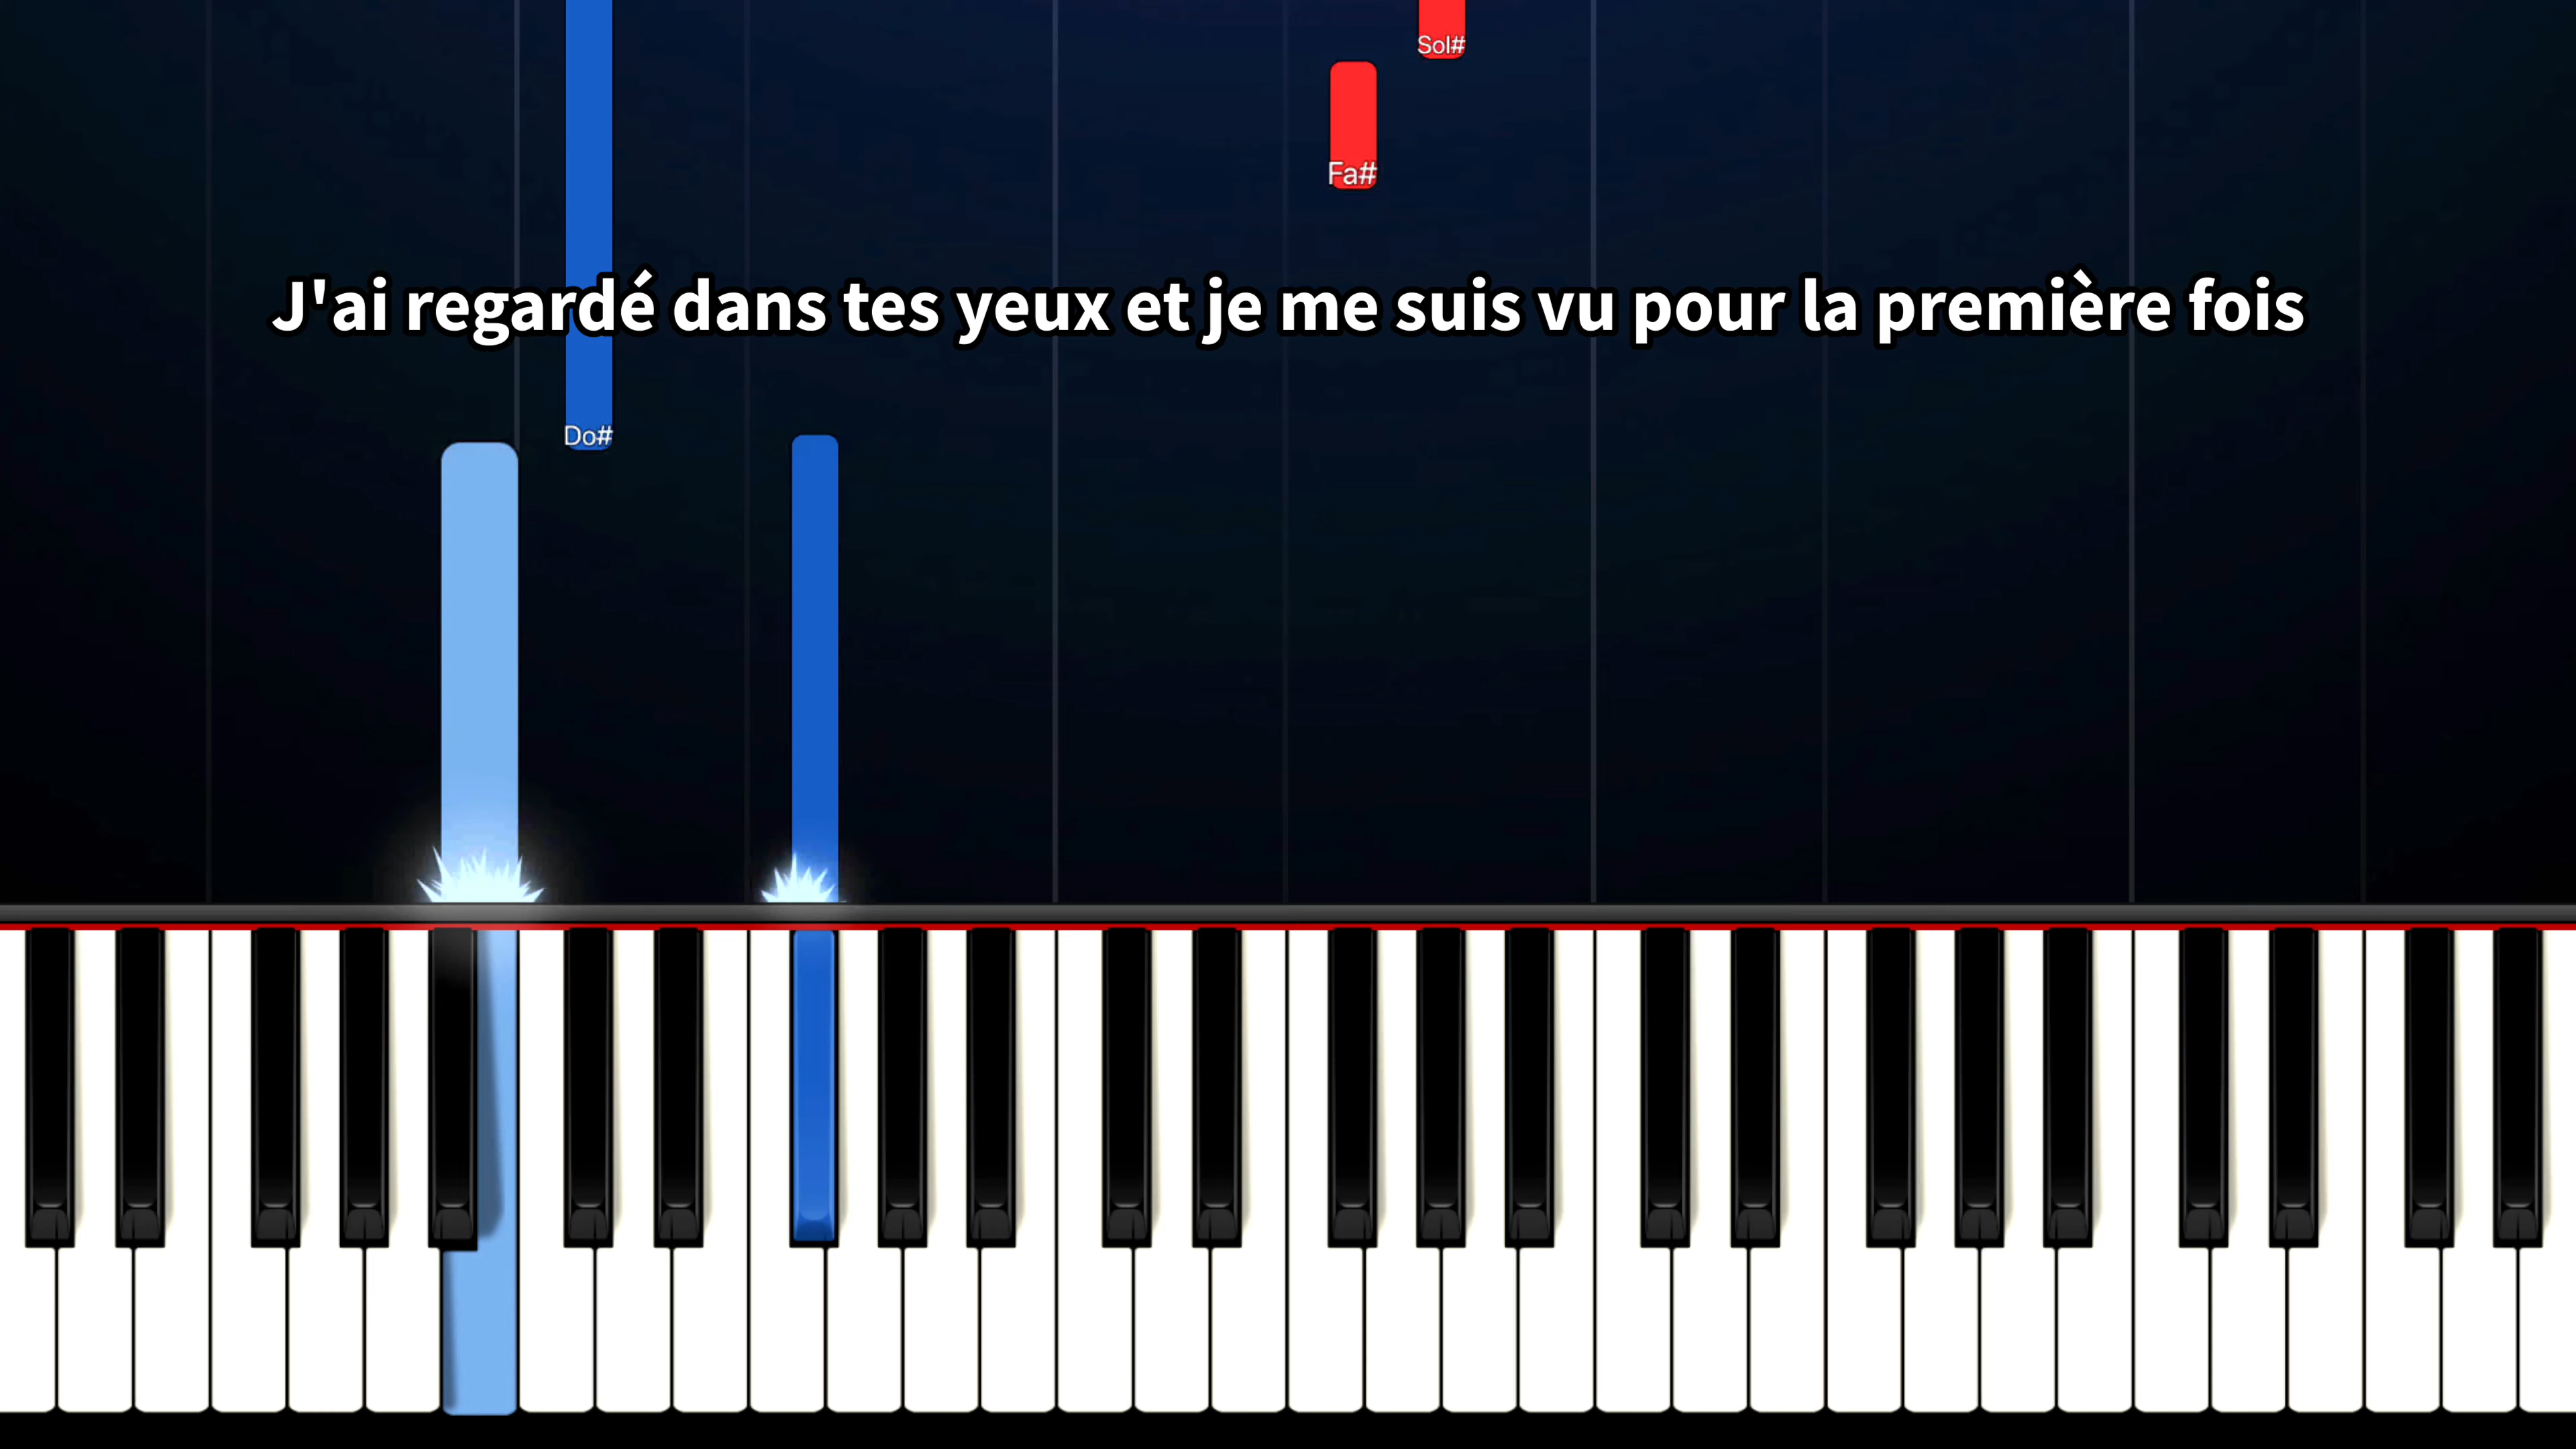 Sol#
Fa#
J'ai regardé dans tes yeux et je me suis vu pour la première fois
Do#